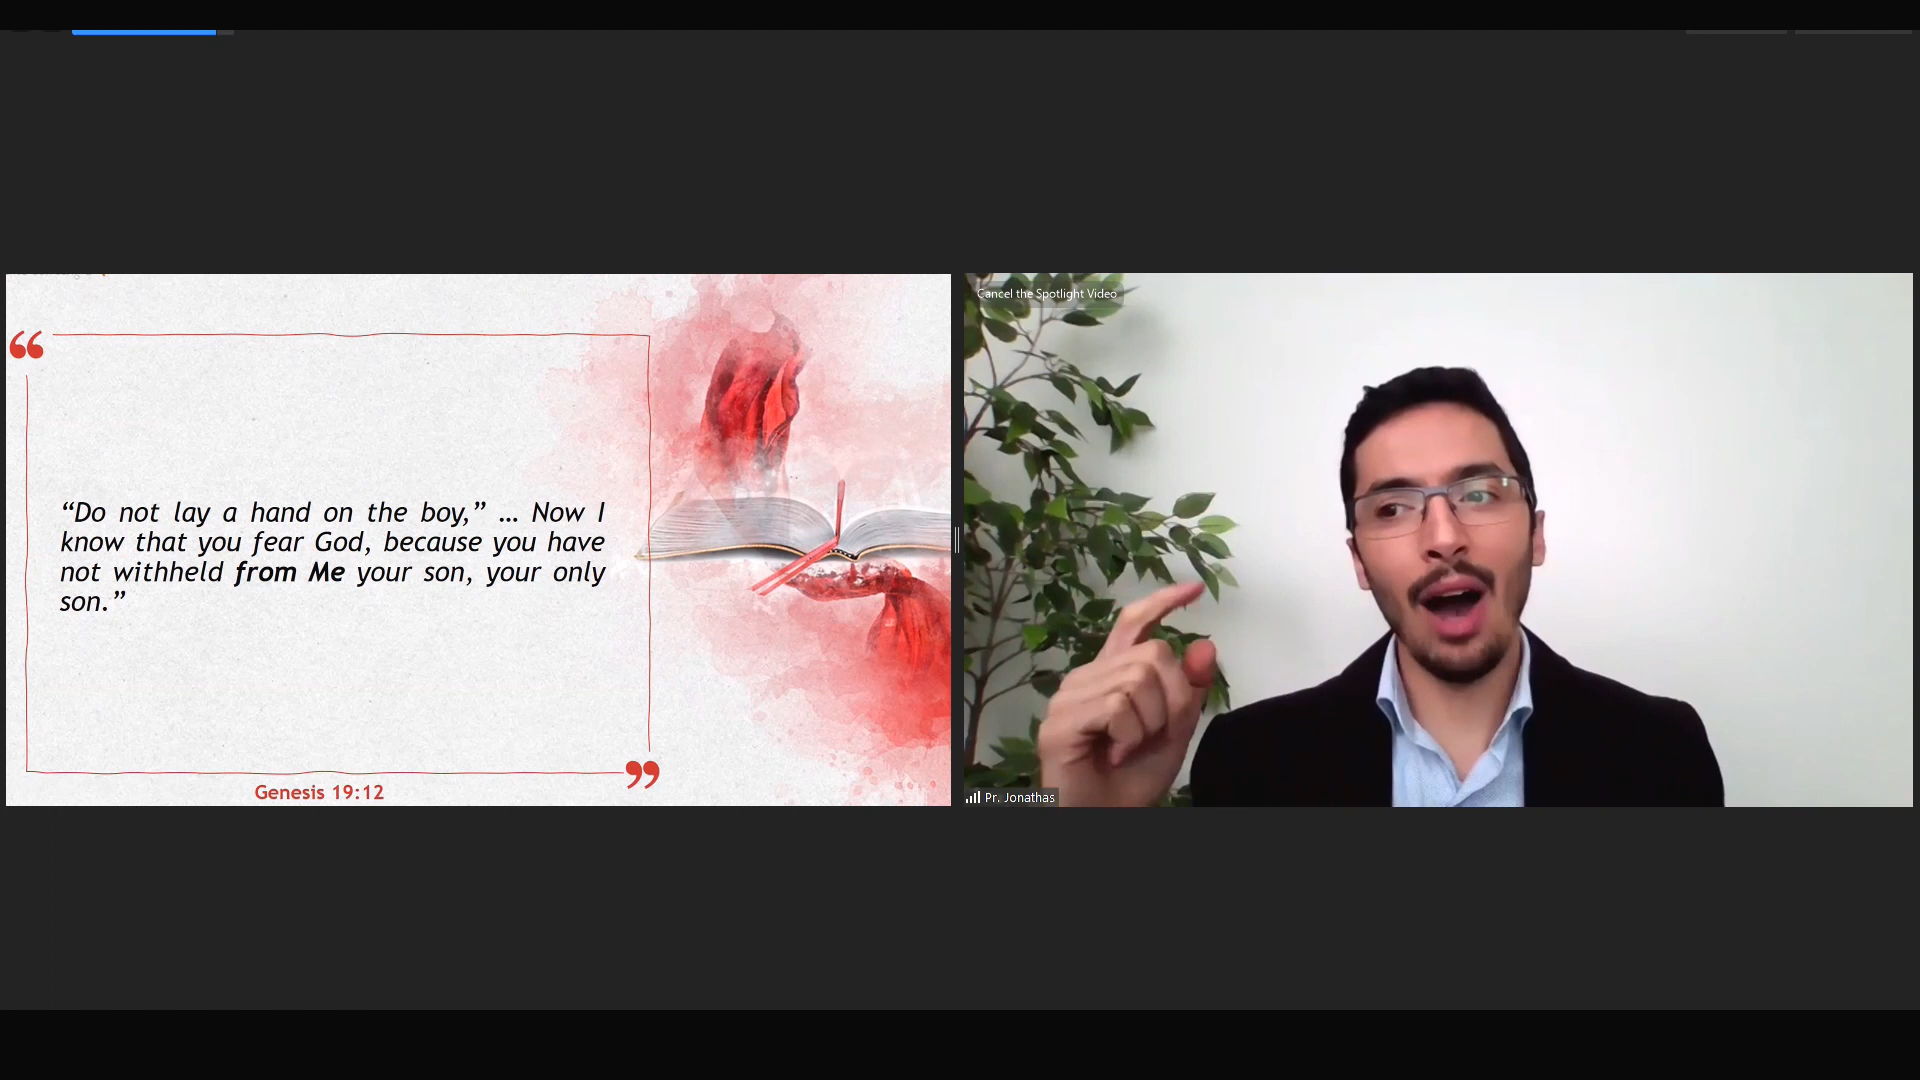 “Do not lay a hand on the boy,” … Now I
know that you fear God, because you have
not withheld from Me your son, your only
son.”
Genesis 19:12
Cancel the Spotlight Video
Pr. Jonathas